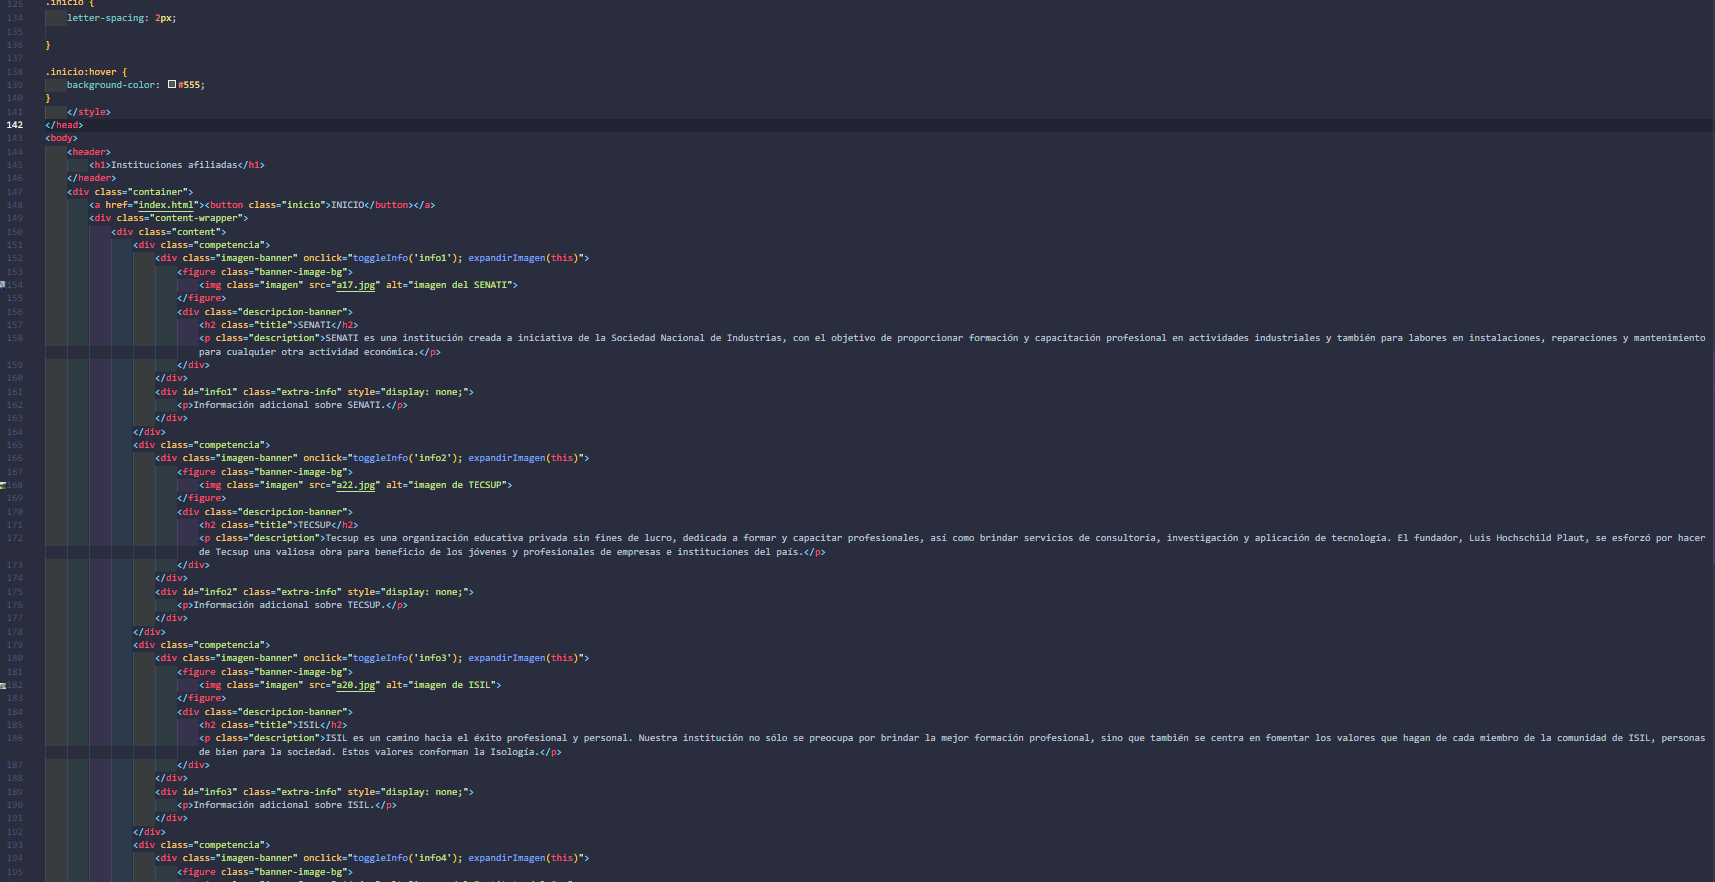 125 .inicio {
134 letter-spacing: 2px;
135
136 }
137
138 .inicio:hover {
139 background-color: #555;
140 }
141 </style>
142 </head>
143 <body>
144 <header>
145 <h1>Instituciones afiliadas</h1>
146 </header>
147 <div class="container">
148 <a href="index.html"><button class="inicio">INICIO</button></a>
149 <div class="content-wrapper">
150 <div class="content">
151 <div class="competencia">
152 <div class="imagen-banner" onclick="toggleInfo('info1'); expandirImagen(this)">
153 <figure class="banner-image-bg">
154 <img class="imagen" src="a17.jpg" alt="imagen del SENATI">
155 </figure>
156 <div class="descripcion-banner">
157 <h2 class="title">SENATI</h2>
158 <p class="description">SENATI es una institución creada a iniciativa de la Sociedad Nacional de Industrias, con el objetivo de proporcionar formación y capacitación profesional en actividades industriales y también para labores en instalaciones, reparaciones y mantenimiento
para cualquier otra actividad económica.</p>
159 </div>
160 </div>
161 <div id="info1" class="extra-info" style="display: none;">
162 <p>Información adicional sobre SENATI.</p>
163 </div>
164 </div>
165 <div class="competencia">
166 <div class="imagen-banner" onclick="toggleInfo('info2'); expandirImagen(this)">
167 <figure class="banner-image-bg">
168 <img class="imagen" src="a22.jpg" alt="imagen de TECSUP">
169 </figure>
170 <div class="descripcion-banner">
171 <h2 class="title">TECSUP</h2>
172 <p class="description">Tecsup es una organización educativa privada sin fines de lucro, dedicada a formar y capacitar profesionales, así como brindar servicios de consultoría, investigación y aplicación de tecnología. El fundador, Luis Hochschild Plaut, se esforzó por hacer
de Tecsup una valiosa obra para beneficio de los jóvenes y profesionales de empresas e instituciones del país.</p>
173 </div>
174 </div>
175 <div id="info2" class="extra-info" style="display: none;">
176 <p>Información adicional sobre TECSUP.</p>
177 </div>
178 </div>
179 <div class="competencia">
180 <div class="imagen-banner" onclick="toggleInfo('info3'); expandirImagen(this)">
181 <figure class="banner-image-bg">
182 <img class="imagen" src="a20.jpg" alt="imagen de ISIL">
183 </figure>
184 <div class="descripcion-banner">
185 <h2 class="title">ISIL</h2>
186 <p class="description">ISIL es un camino hacia el éxito profesional y personal. Nuestra institución no sólo se preocupa por brindar la mejor formación profesional, sino que también se centra en fomentar los valores que hagan de cada miembro de la comunidad de ISIL, personas
de bien para la sociedad. Estos valores conforman la Isología.</p>
187 </div>
188 </div>
189 <div id="info3" class="extra-info" style="display: none;">
190 <p>Información adicional sobre ISIL.</p>
191 </div>
192 </div>
193 <div class="competencia">
194 <div class="imagen-banner" onclick="toggleInfo('info4'); expandirImagen(this)">
195 <figure class="banner-image-bg">